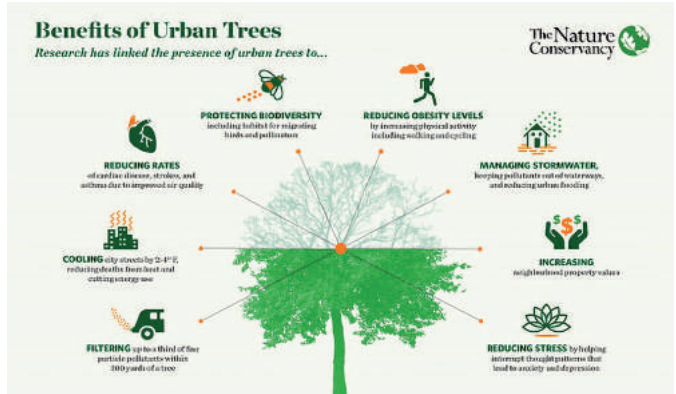 Benefits of Urban Trees
Research has linked the presence of urban trees to...
The Nature
Conservancy
PROTECTING BIODIVERSITY
including habitat for migrating
birds and pollinators
REDUCING OBESITY LEVELS
by increasing physical activity
including walking and cycling
REDUCING RATES
of cardiac disease, strokes, and
asthma due to improved air quality
MANAGING STORMWATER,
keeping pollutants out of waterways,
and reducing urban flooding
COOLING city streets by 2-4° F,
reducing deaths from heat and
cutting energy use
INCREASING
neighborhood property values
FILTERING up to a third of fine
particle pollutants within
300 yards of a tree
REDUCING STRESS by helping
interrupt thought patterns that
lead to anxiety and depression